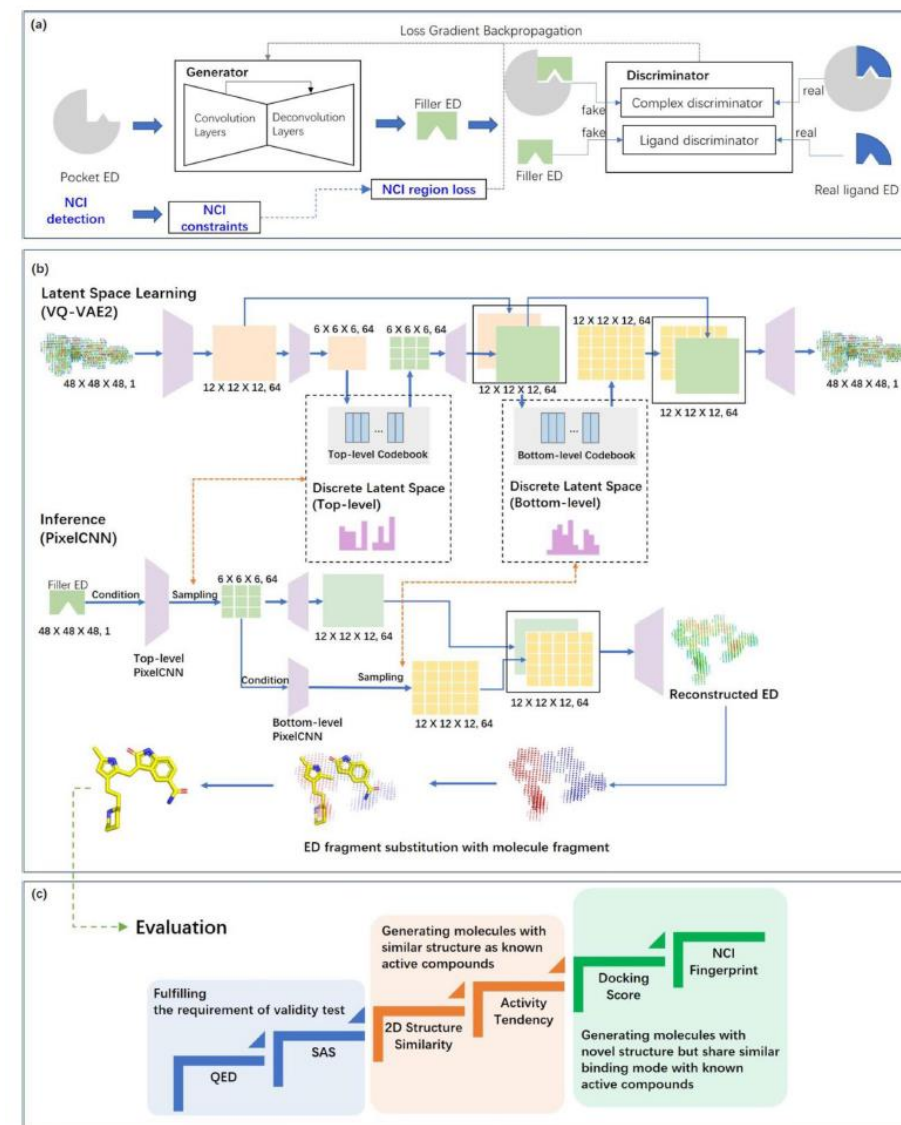 (a)
Loss Gradient Backpropagation
Generator
Convolution
Layers
Deconvolution
Layers
Filler ED
Pocket ED
NCI
detection
NCI
constraints
NCI region loss
Filler ED
fake
fake
Discriminator
Complex discriminator
Ligand discriminator
real
real
Real ligand ED
(b)
Latent Space Learning
(VQ-VAE2)
48 X 48 X 48, 1
12 X 12 X 12, 64
6 X 6 X 6, 64
6 X 6 X 6, 64
12 X 12 X 12, 64
12 X 12 X 12, 64
12 X 12 X 12, 64
48 X 48 X 48, 1
...
Top-level Codebook
Discrete Latent Space
(Top-level)
...
Bottom-level Codebook
Discrete Latent Space
(Bottom-level)
Inference
(PixelCNN)
Filler ED
48 X 48 X 48, 1
Condition
Top-level
PixelCNN
Sampling
6 X 6 X 6, 64
12 X 12 X 12, 64
Condition
Bottom-level
PixelCNN
Sampling
12 X 12 X 12, 64
12 X 12 X 12, 64
Reconstructed ED
ED fragment substitution with molecule fragment
(c)
Evaluation
Fulfilling
the requirement of validity test
QED
SAS
Generating molecules with
similar structure as known
active compounds
2D Structure
Similarity
Activity
Tendency
Docking
Score
NCI
Fingerprint
Generating molecules with
novel structure but share similar
binding mode with known
active compounds